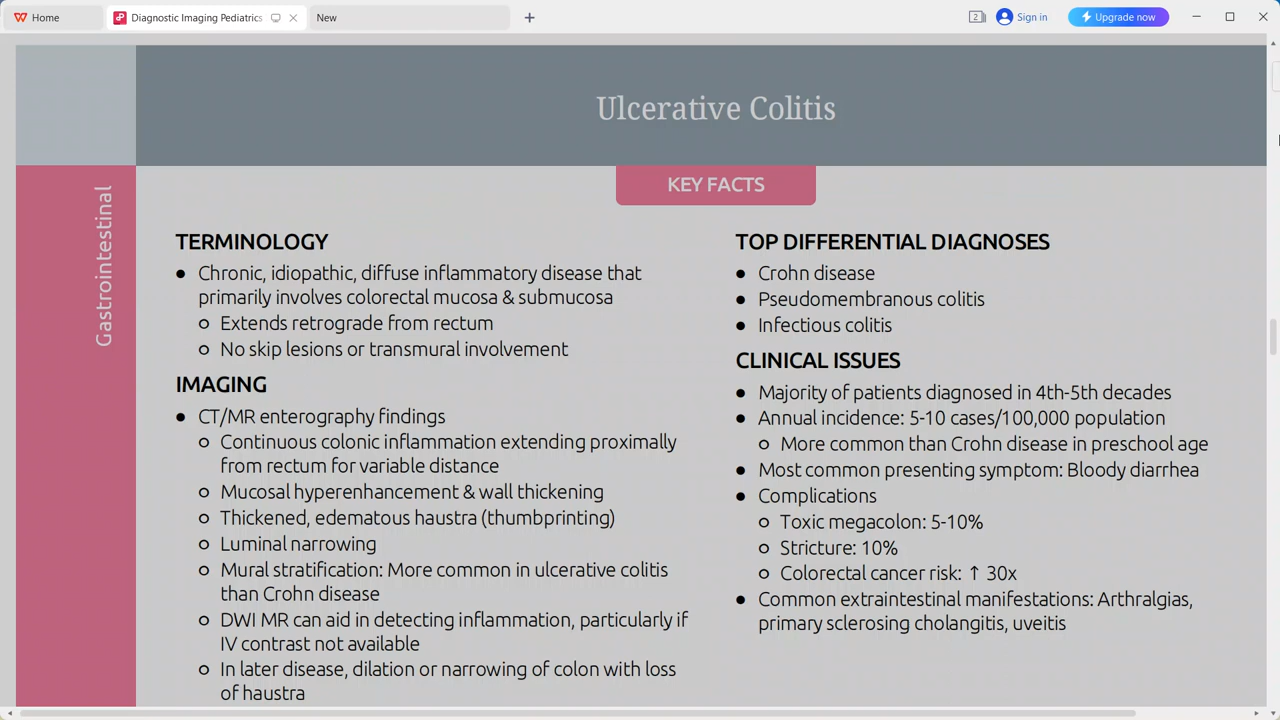 Home
Diagnostic Imaging Pediatrics
New
2
Sign in
Upgrade now
Ulcerative Colitis
Gastrointestinal
KEY FACTS
TERMINOLOGY
• Chronic, idiopathic, diffuse inflammatory disease that
primarily involves colorectal mucosa & submucosa
○ Extends retrograde from rectum
○ No skip lesions or transmural involvement
IMAGING
• CT/MR enterography findings
○ Continuous colonic inflammation extending proximally
from rectum for variable distance
○ Mucosal hyperenhancement & wall thickening
○ Thickened, edematous haustra (thumbprinting)
○ Luminal narrowing
○ Mural stratification: More common in ulcerative colitis
than Crohn disease
○ DWI MR can aid in detecting inflammation, particularly if
IV contrast not available
○ In later disease, dilation or narrowing of colon with loss
of haustra
TOP DIFFERENTIAL DIAGNOSES
• Crohn disease
• Pseudomembranous colitis
• Infectious colitis
CLINICAL ISSUES
• Majority of patients diagnosed in 4th-5th decades
• Annual incidence: 5-10 cases/100,000 population
○ More common than Crohn disease in preschool age
• Most common presenting symptom: Bloody diarrhea
• Complications
○ Toxic megacolon: 5-10%
○ Stricture: 10%
○ Colorectal cancer risk: ↑ 30x
• Common extraintestinal manifestations: Arthralgias,
primary sclerosing cholangitis, uveitis